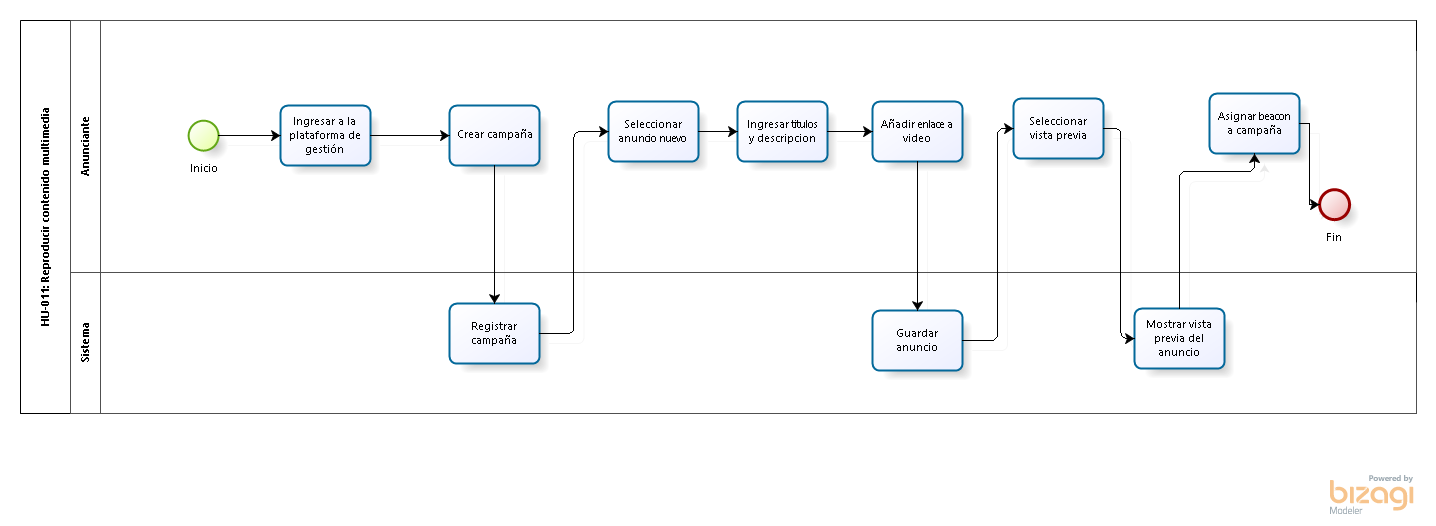 HU-011: Reproducir contenido multimedia
Anunciante
Sistema
Inicio
Ingresar a la
plataforma de
gestión
Crear campaña
Registrar
campaña
Seleccionar
anuncio nuevo
Ingresar titulos
y descripcion
Añadir enlace a
video
Guardar
anuncio
Seleccionar
vista previa
Mostrar vista
previa del
anuncio
Asignar beacon
a campaña
Fin
Powered by
bizagi
Modeler